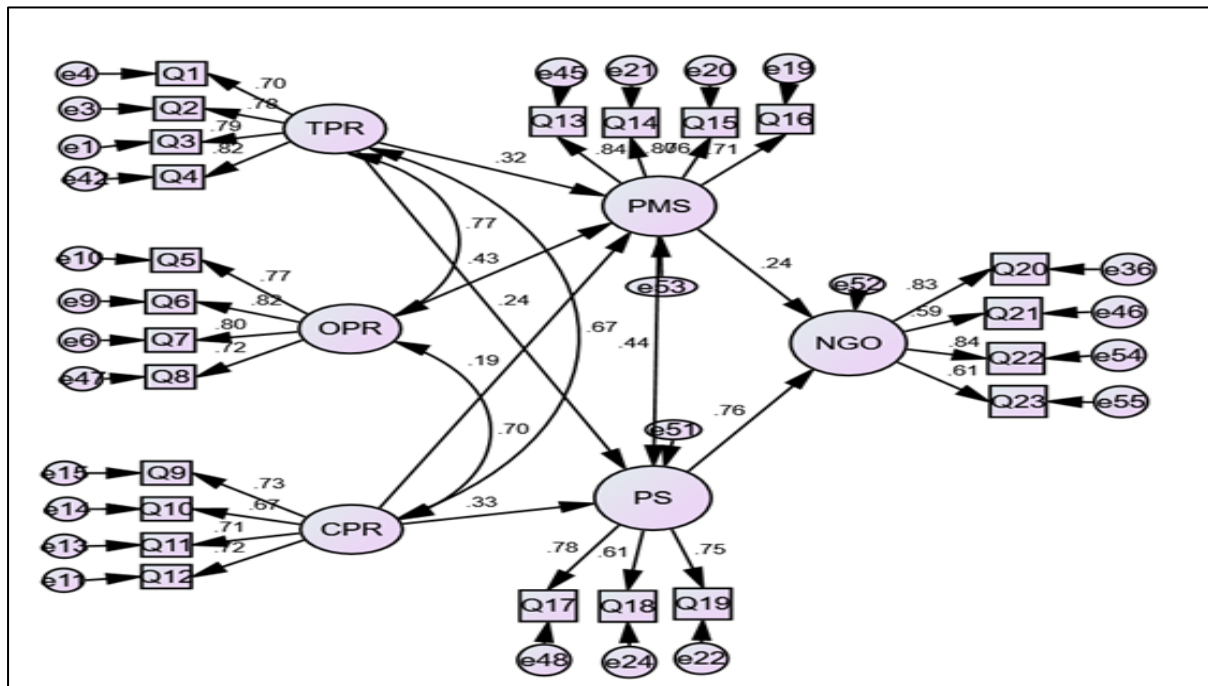 e4 Q1 .70
e3 Q2 .78
e1 Q3 .79
e42 Q4 .82
TPR
e45 e21 e20 e19
Q13 Q14 Q15 Q16
.84 .76 .71
.32
PMS
.77
e10 Q5 .77
e9 Q6 .82
e6 Q7 .80
e47 Q8 .72
OPR
.43
.24
.67
.44
.19
.70
e53
.24
e52
NGO
.83 Q20 e36
.59 Q21 e46
.84 Q22 e54
.61 Q23 e55
.76
e51
PS
e15 Q9 .73
e14 Q10 .67
e13 Q11 .71
e11 Q12 .72
CPR
.33
.78 .61 .75
Q17 Q18 Q19
e48 e24 e22